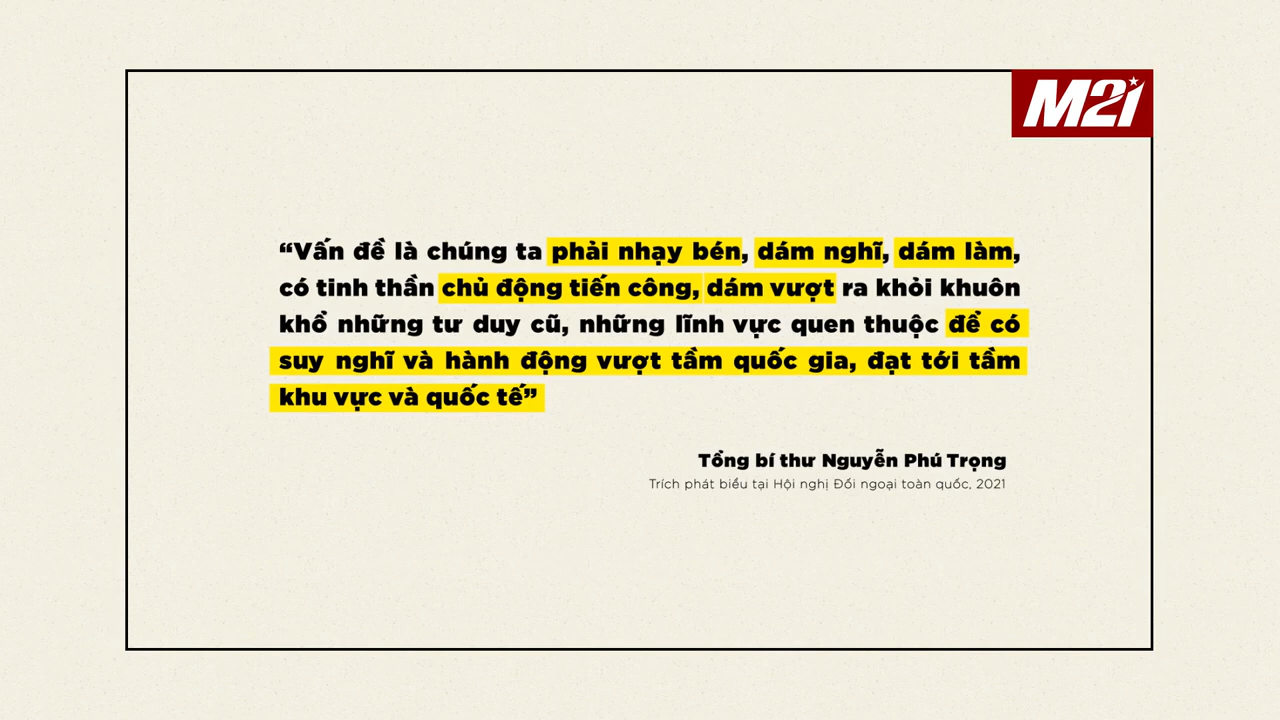 M21
“Vấn đề là chúng ta phải nhạy bén, dám nghĩ, dám làm,
có tinh thần chủ động tiến công, dám vượt ra khỏi khuôn
khổ những tư duy cũ, những lĩnh vực quen thuộc để có
suy nghĩ và hành động vượt tầm quốc gia, đạt tới tầm
khu vực và quốc tế”
Tổng bí thư Nguyễn Phú Trọng
Trích phát biểu tại Hội nghị Đối ngoại toàn quốc, 2021